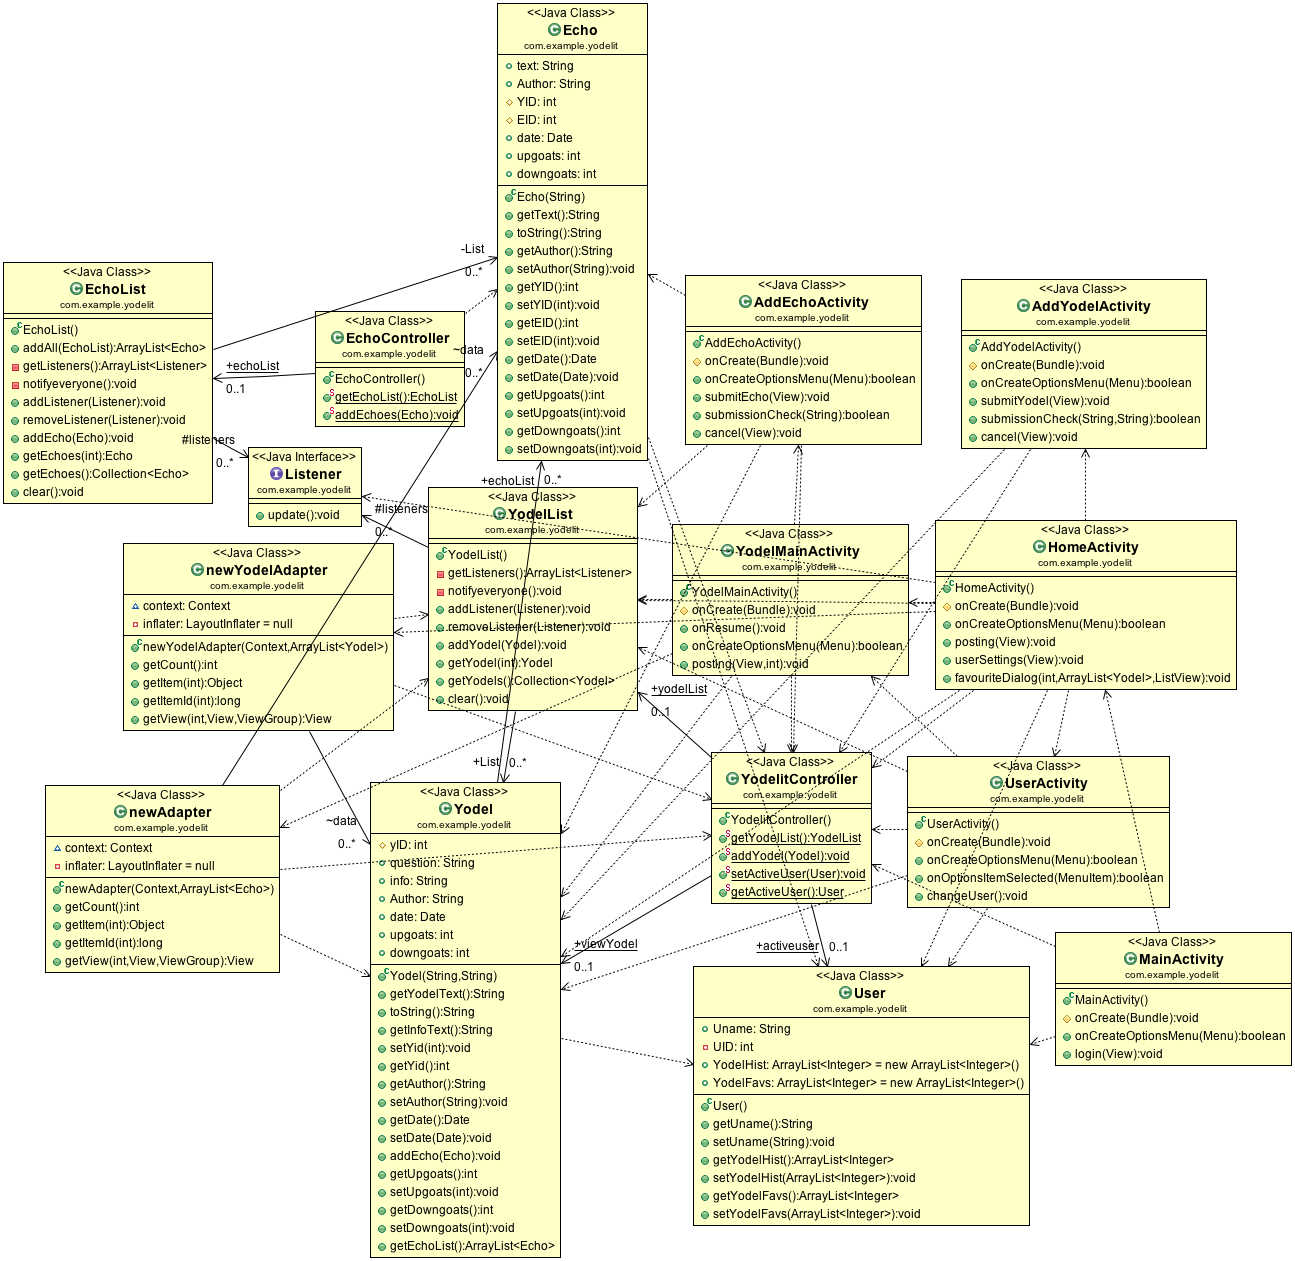 <<Java Class>>
Echo
com.example.yodelit
text: String
Author: String
YID: int
EID: int
date: Date
upgoats: int
downgoats: int
Echo(String)
getText():String
toString():String
getAuthor():String
setAuthor(String):void
getYID():int
setYID(int):void
getEID():int
setEID(int):void
getDate():Date
setDate(Date):void
getUpgoats():int
setUpgoats(int):void
getDowngoats():int
setDowngoats(int):void
-List
0..*
<<Java Class>>
EchoList
com.example.yodelit
EchoList()
addAll(EchoList):ArrayList<Echo>
getListeners():ArrayList<Listener>
notifyeveryone():void
addListener(Listener):void
removeListener(Listener):void
addEcho(Echo):void
getEchoes(int):Echo
getEchoes():Collection<Echo>
clear():void
<<Java Class>>
EchoController
com.example.yodelit
EchoController()
getEchoList():EchoList
addEchoes(Echo):void
+echoList
0..1
~data
0..*
#listeners
0..*
<<Java Interface>>
Listener
com.example.yodelit
update():void
<<Java Class>>
AddEchoActivity
com.example.yodelit
AddEchoActivity()
onCreate(Bundle):void
onCreateOptionsMenu(Menu):boolean
submitEcho(View):void
submissionCheck(String):boolean
cancel(View):void
<<Java Class>>
AddYodelActivity
com.example.yodelit
AddYodelActivity()
onCreate(Bundle):void
onCreateOptionsMenu(Menu):boolean
submitYodel(View):void
submissionCheck(String,String):boolean
cancel(View):void
+echoList
0..*
#listeners
0..*
<<Java Class>>
YodelList
com.example.yodelit
YodelList()
getListeners():ArrayList<Listener>
notifyeveryone():void
addListener(Listener):void
removeListener(Listener):void
addYodel(Yodel):void
getYodel(int):Yodel
getYodels():Collection<Yodel>
clear():void
<<Java Class>>
YodelMainActivity
com.example.yodelit
YodelMainActivity()
onCreate(Bundle):void
onResume():void
onCreateOptionsMenu(Menu):boolean
posting(View,int):void
<<Java Class>>
HomeActivity
com.example.yodelit
HomeActivity()
onCreate(Bundle):void
onCreateOptionsMenu(Menu):boolean
posting(View):void
userSettings(View):void
favouriteDialog(int,ArrayList<Yodel>,ListView):void
<<Java Class>>
newYodelAdapter
com.example.yodelit
context: Context
inflater: LayoutInflater = null
newYodelAdapter(Context,ArrayList<Yodel>)
getCount():int
getItem(int):Object
getItemId(int):long
getView(int,View,ViewGroup):View
+yodelList
0..1
+List
0..*
<<Java Class>>
YodelitController
com.example.yodelit
YodelitController()
getYodelList():YodelList
addYodel(Yodel):void
setActiveUser(User):void
getActiveUser():User
<<Java Class>>
UserActivity
com.example.yodelit
UserActivity()
onCreate(Bundle):void
onCreateOptionsMenu(Menu):boolean
onOptionsItemSelected(MenuItem):boolean
changeUser():void
<<Java Class>>
newAdapter
com.example.yodelit
context: Context
inflater: LayoutInflater = null
newAdapter(Context,ArrayList<Echo>)
getCount():int
getItem(int):Object
getItemId(int):long
getView(int,View,ViewGroup):View
~data
0..*
<<Java Class>>
Yodel
com.example.yodelit
yID: int
question: String
info: String
Author: String
date: Date
upgoats: int
downgoats: int
Yodel(String,String)
getYodelText():String
toString():String
getInfoText():String
setYid(int):void
getYid():int
getAuthor():String
setAuthor(String):void
getDate():Date
setDate(Date):void
addEcho(Echo):void
getUpgoats():int
setUpgoats(int):void
getDowngoats():int
setDowngoats(int):void
getEchoList():ArrayList<Echo>
+viewYodel
0..1
+activeuser
0..1
<<Java Class>>
User
com.example.yodelit
Uname: String
UID: int
YodelHist: ArrayList<Integer> = new ArrayList<Integer>()
YodelFavs: ArrayList<Integer> = new ArrayList<Integer>()
User()
getUname():String
setUname(String):void
getYodelHist():ArrayList<Integer>
setYodelHist(ArrayList<Integer>):void
getYodelFavs():ArrayList<Integer>
setYodelFavs(ArrayList<Integer>):void
<<Java Class>>
MainActivity
com.example.yodelit
MainActivity()
onCreate(Bundle):void
onCreateOptionsMenu(Menu):boolean
login(View):void